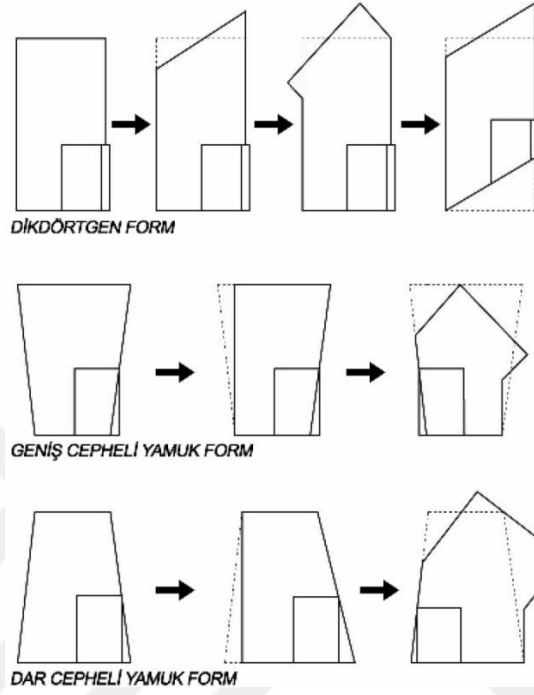 DİKDÖRTGEN FORM
GENİŞ CEPHELİ YAMUK FORM
DAR CEPHELİ YAMUK FORM